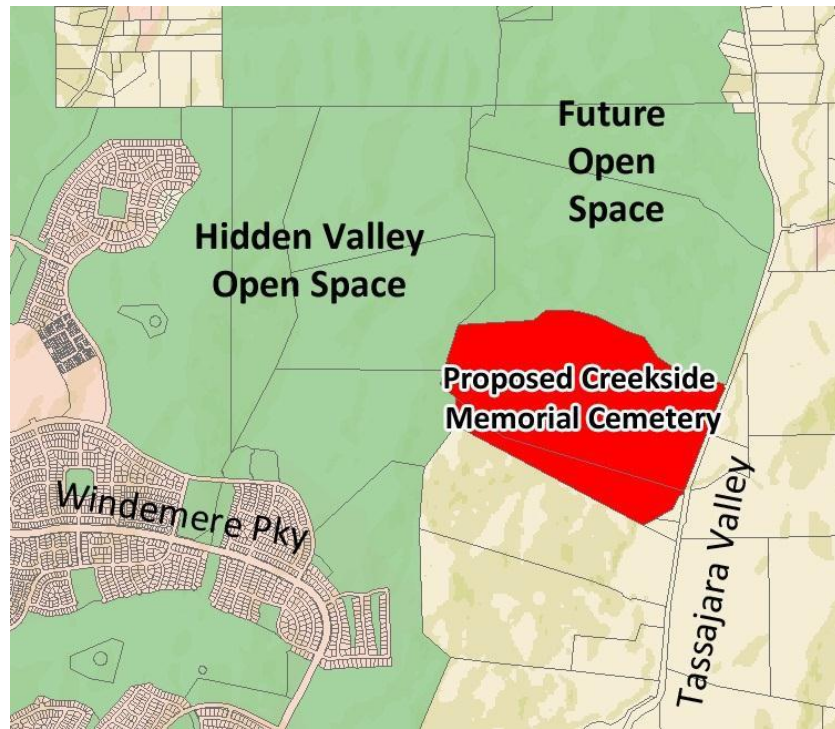 Future
Open
Space
Hidden Valley
Open Space
Proposed Creekside
Memorial Cemetery
Windemere Pky
Tassajara Valley